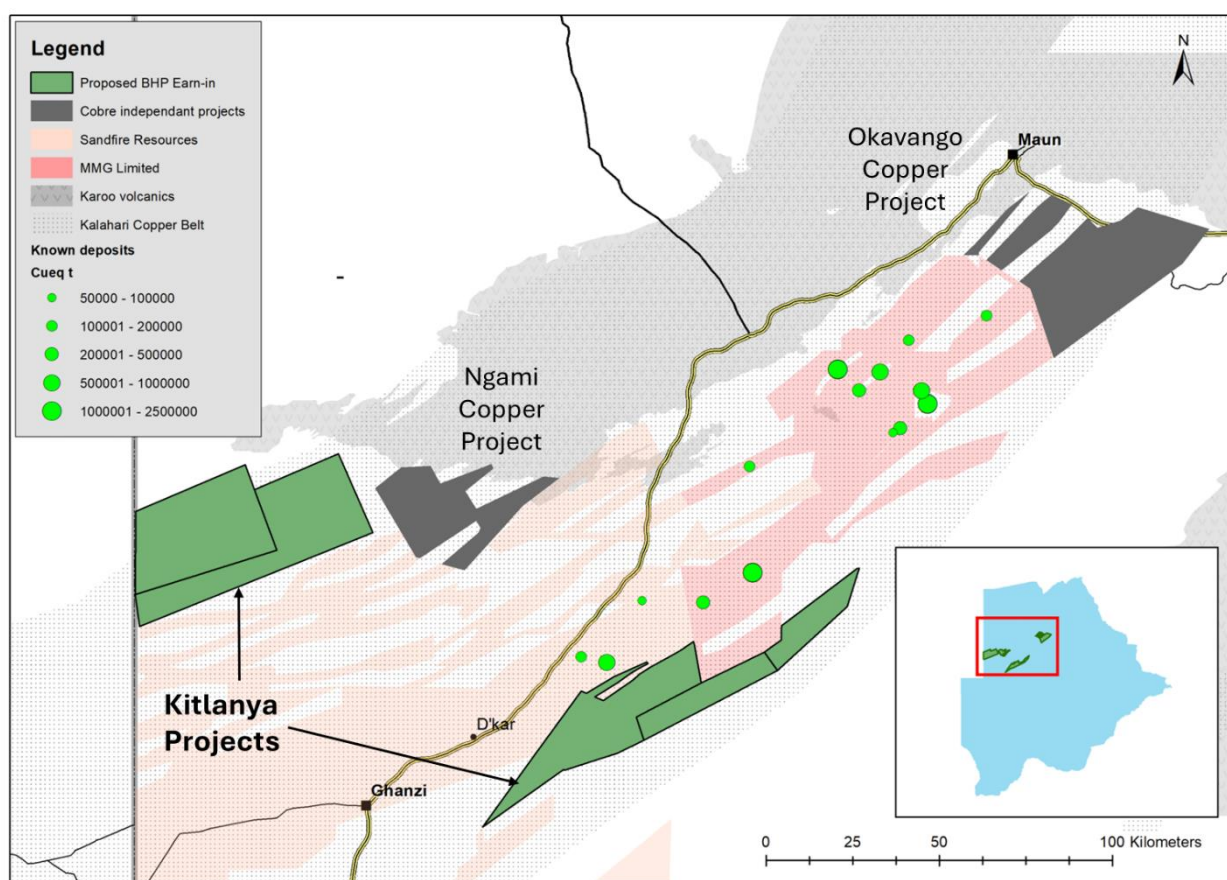 Legend
Proposed BHP Earn-in
Cobre independant projects
Sandfire Resources
MMG Limited
Karoo volcanics
Kalahari Copper Belt
Known deposits
Cueq t
50000 - 100000
100001 - 200000
200001 - 500000
500001 - 1000000
1000001 - 2500000
N
Okavango
Copper
Project
Maun
Ngami
Copper
Project
Kitlanya
Projects
D'kar
Ghanzi
0 25 50 100 Kilometers